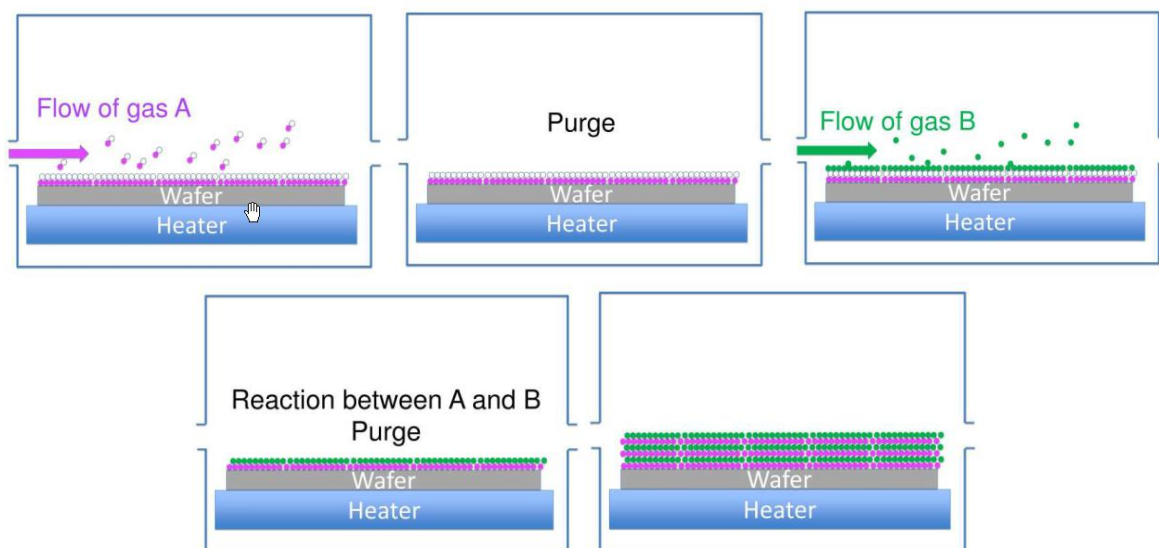 Flow of gas A
Wafer
Heater
Purge
Wafer
Heater
Flow of gas B
Wafer
Heater
Reaction between A and B
Purge
Wafer
Heater
Wafer
Heater